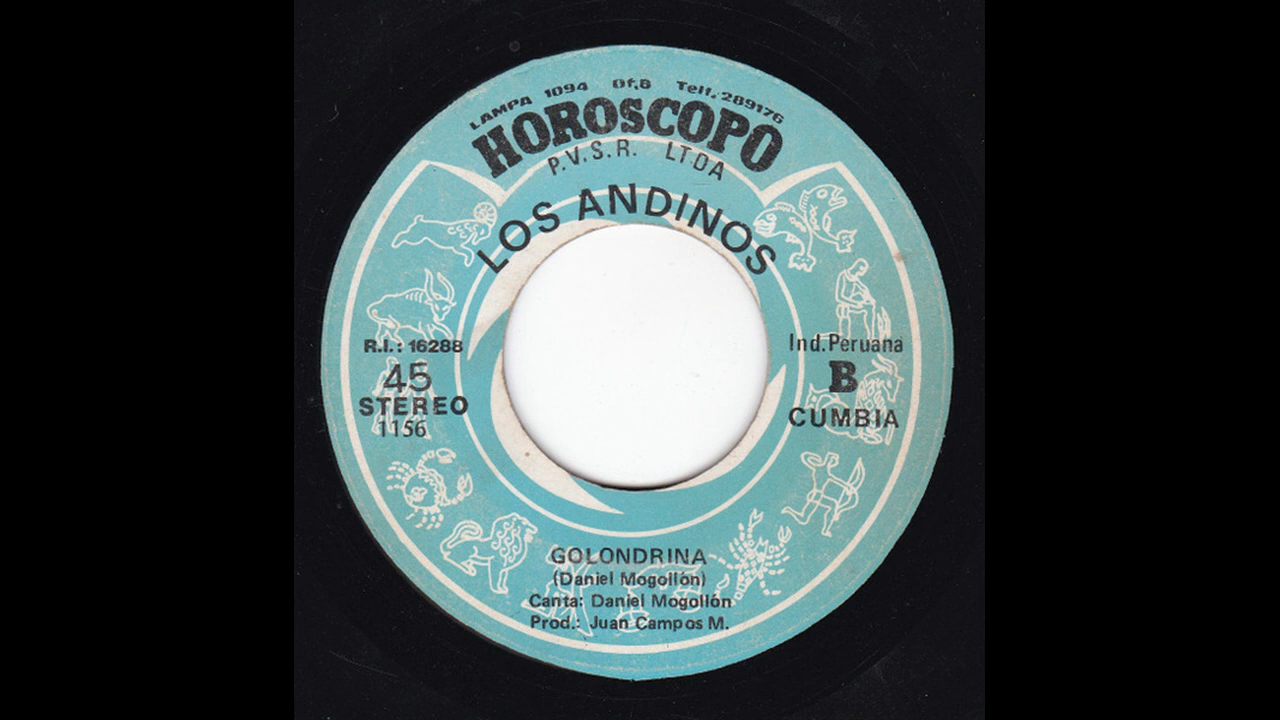 LAMPA 1094 Of.8 Telf. 289176
HOROSCOPO
P.V.S.R. LTDA
LOS ANDINOS
R.I.: 16288
45
STEREO
1156
Ind. Peruana
B
CUMBIA
GOLONDRINA
(Daniel Mogollón)
Canta: Daniel Mogollón
Prod.: Juan Campos M.